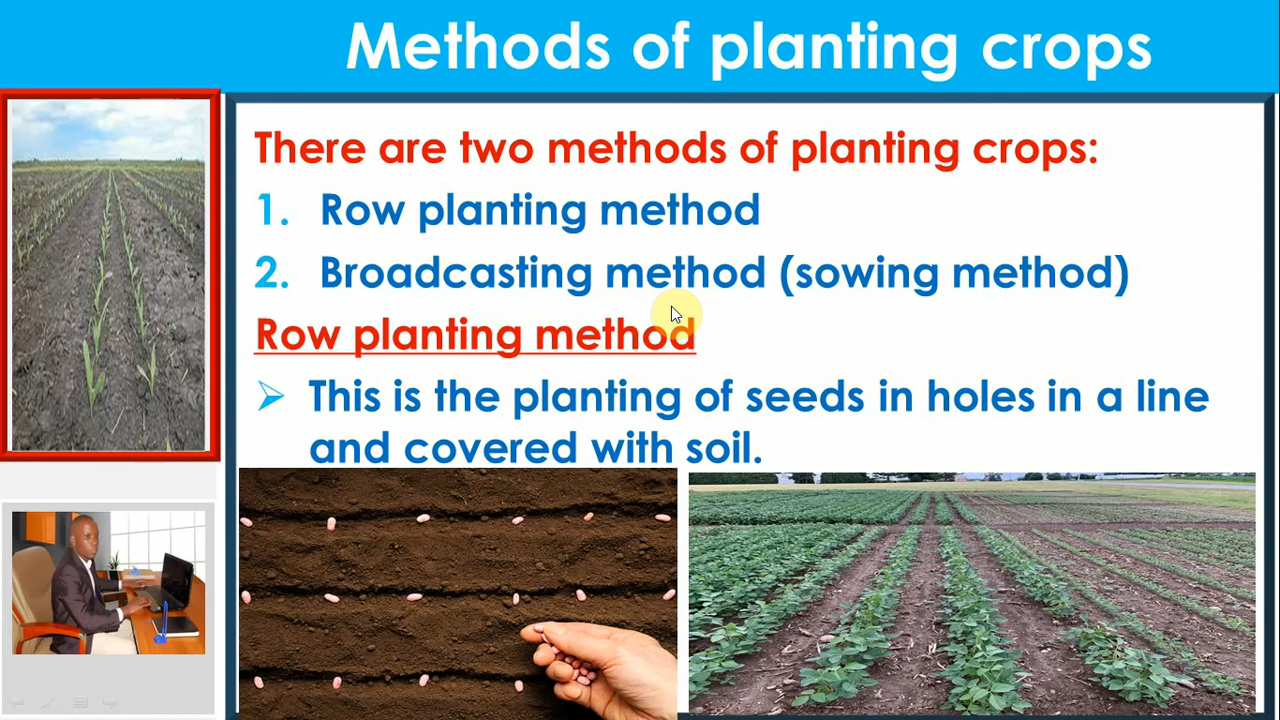 Methods of planting crops
There are two methods of planting crops:
1. Row planting method
2. Broadcasting method (sowing method)
Row planting method
➢ This is the planting of seeds in holes in a line
and covered with soil.